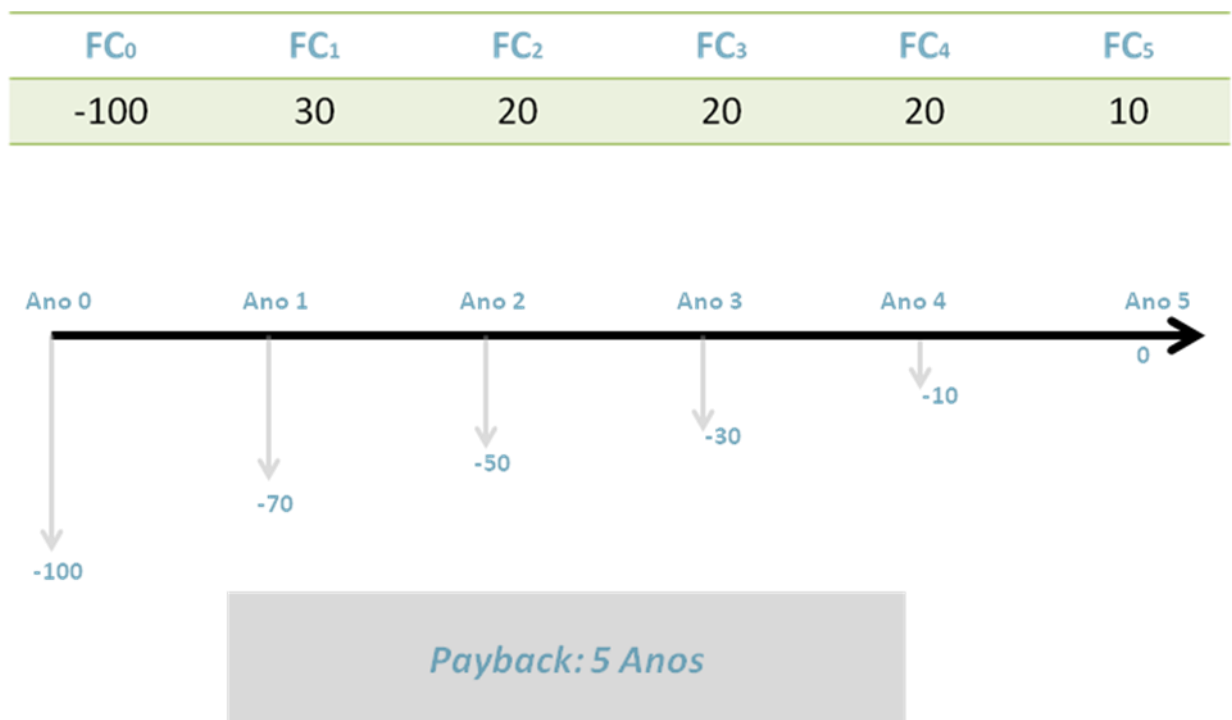 FC₀ FC₁ FC₂ FC₃ FC₄ FC₅
-100 30 20 20 20 10
Ano 0 Ano 1 Ano 2 Ano 3 Ano 4 Ano 5
0
-10
-30
-50
-70
-100
Payback: 5 Anos